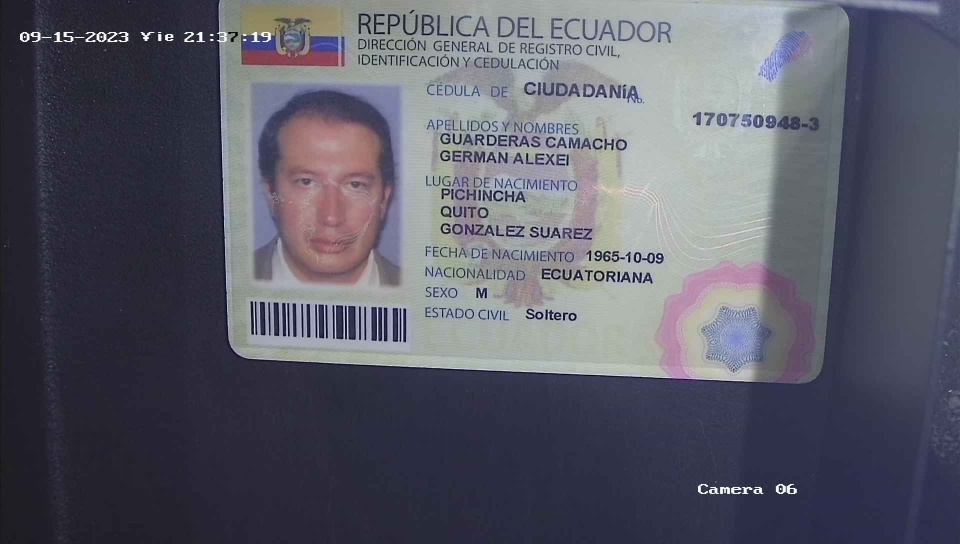 09-15-2023 Vie 21:37:19
REPÚBLICA DEL ECUADOR
DIRECCIÓN GENERAL DE REGISTRO CIVIL,
IDENTIFICACIÓN Y CEDULACIÓN
CÉDULA DE CIUDADANÍA
No. 170750948-3
APELLIDOS Y NOMBRES
GUARDERAS CAMACHO
GERMAN ALEXEI
LUGAR DE NACIMIENTO
PICHINCHA
QUITO
GONZALEZ SUAREZ
FECHA DE NACIMIENTO 1965-10-09
NACIONALIDAD ECUATORIANA
SEXO M
ESTADO CIVIL Soltero
Camera 06